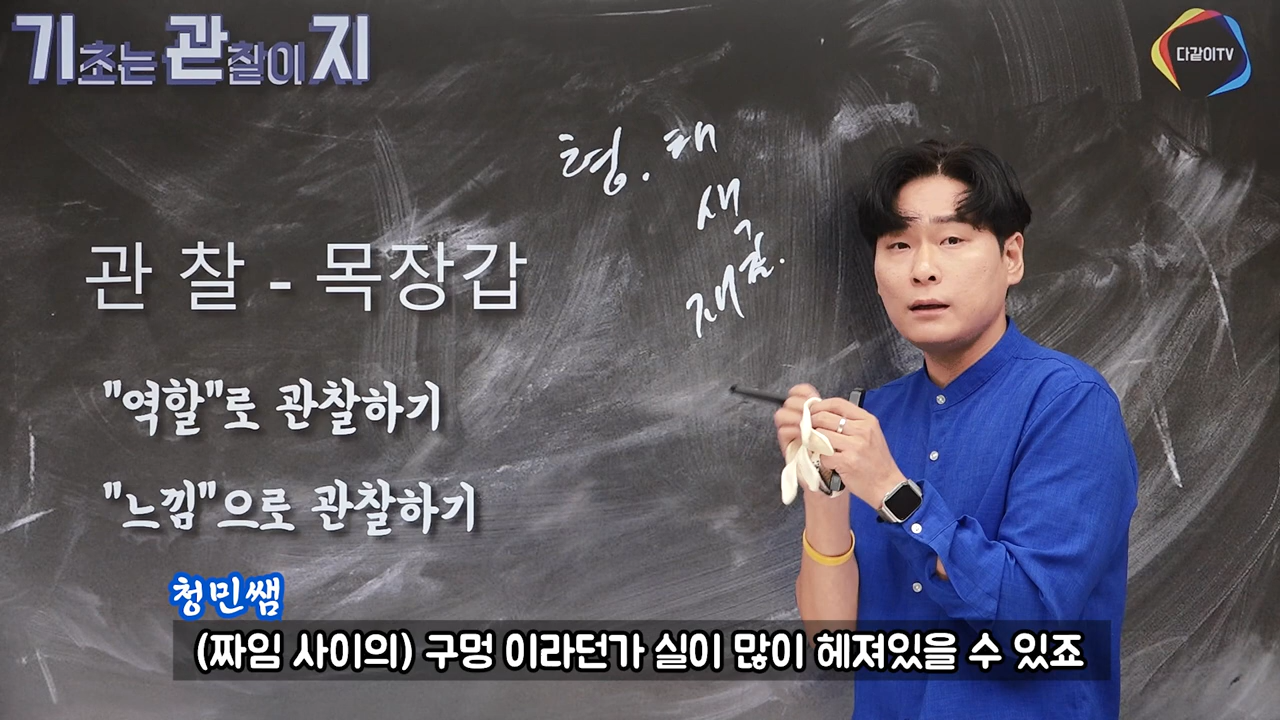 기초는 관찰이지
다같이TV
형.태
색
재질.
관 찰 - 목장갑
"역할"로 관찰하기
"느낌"으로 관찰하기
청민쌤
(짜임 사이의) 구멍 이라던가 실이 많이 헤져있을 수 있죠